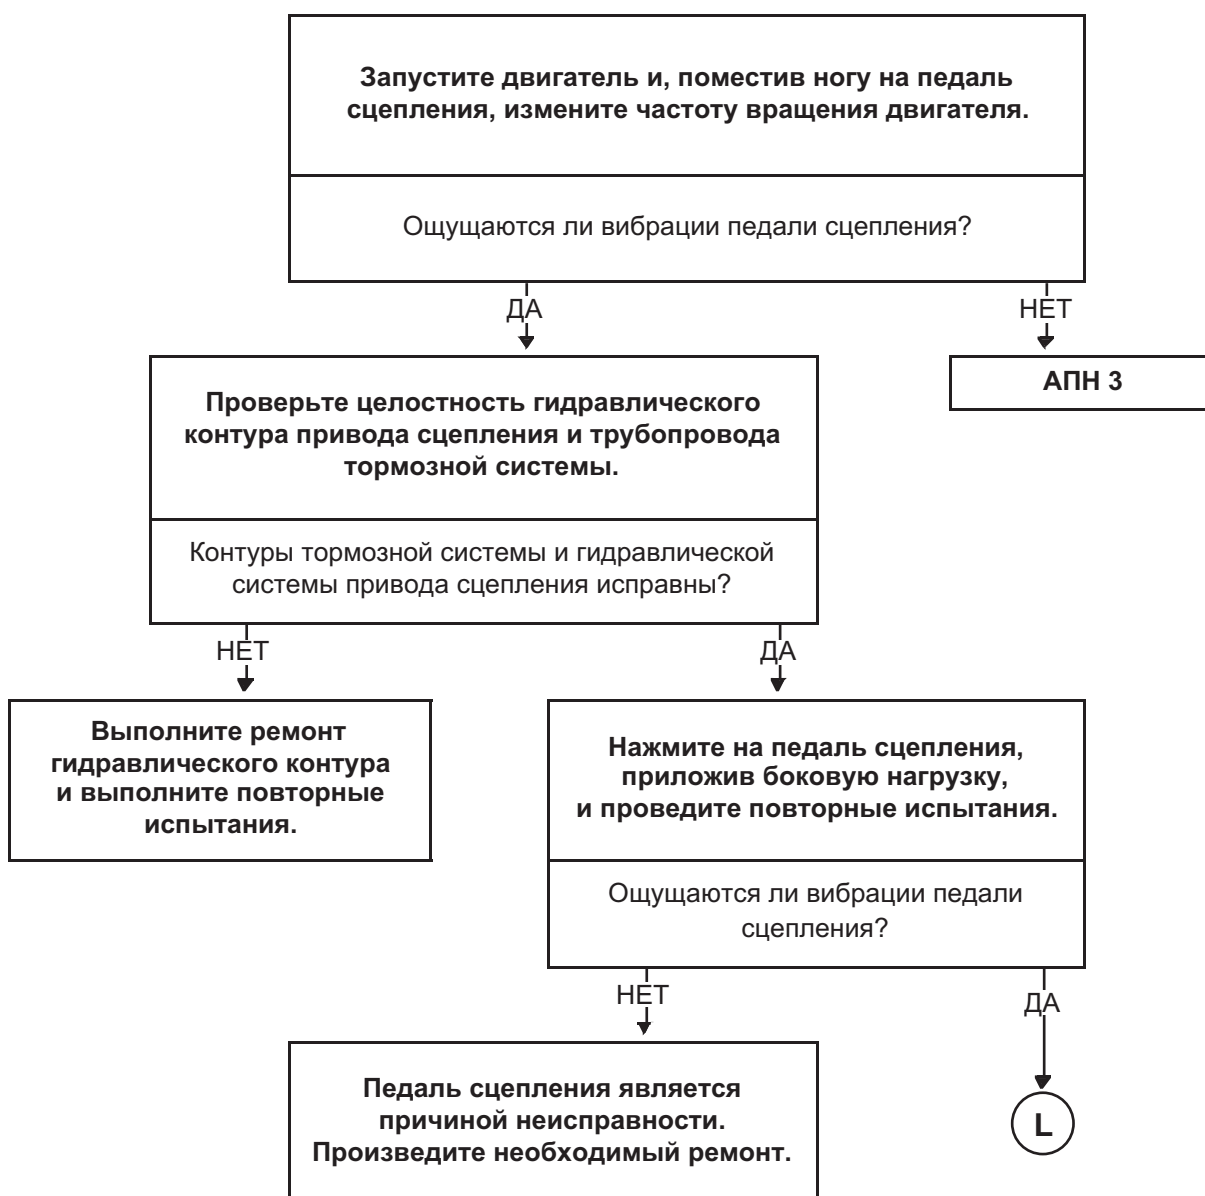 Запустите двигатель и, поместив ногу на педаль
сцепления, измените частоту вращения двигателя.
Ощущаются ли вибрации педали сцепления?
ДА
НЕТ
Проверьте целостность гидравлического
контура привода сцепления и трубопровода
тормозной системы.
АПН 3
Контуры тормозной системы и гидравлической
системы привода сцепления исправны?
НЕТ
ДА
Выполните ремонт
гидравлического контура
и выполните повторные
испытания.
Нажмите на педаль сцепления,
приложив боковую нагрузку,
и проведите повторные испытания.
Ощущаются ли вибрации педали
сцепления?
НЕТ
ДА
Педаль сцепления является
причиной неисправности.
Произведите необходимый ремонт.
L